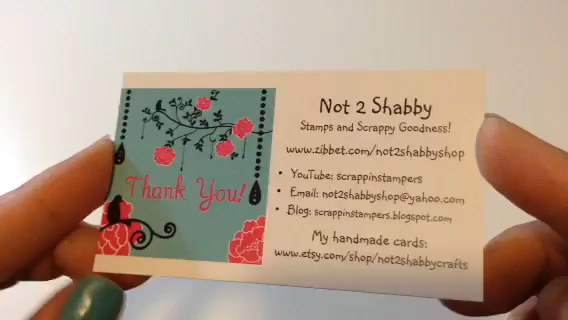 Thank You!
Not 2 Shabby
Stamps and Scrappy Goodness!
www.zibbet.com/not2shabbyshop
• YouTube: scrappinstampers
• Email: not2shabbyshop@yahoo.com
• Blog: scrappinstampers.blogspot.com
My handmade cards:
www.etsy.com/shop/not2shabbycrafts